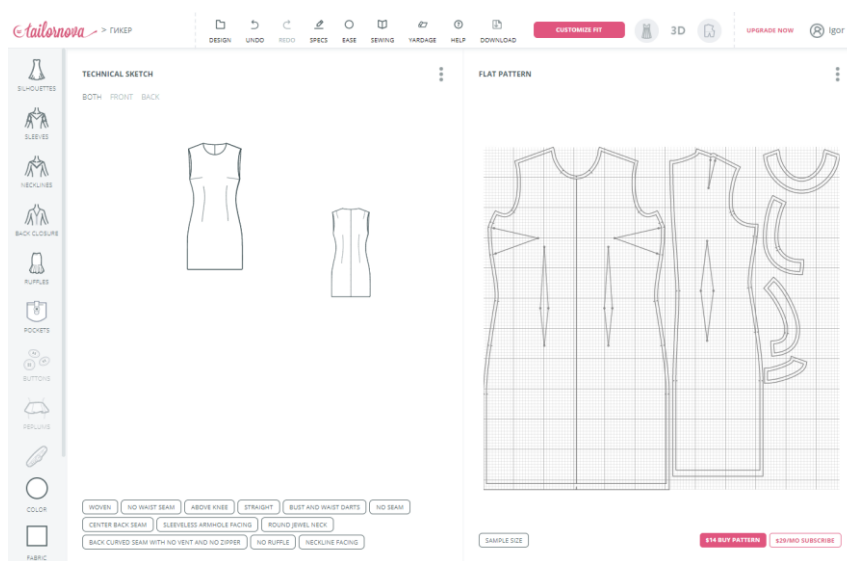 tailornova > ГИКЕР
DESIGN UNDO REDO SPECS EASE SEWING YARDAGE HELP DOWNLOAD CUSTOMIZE FIT 3D UPGRADE NOW Igor
SILHOUETTES
SLEEVES
NECKLINES
BACK CLOSURE
RUFFLES
POCKETS
BUTTONS
PEPLUMS
COLOR
FABRIC
TECHNICAL SKETCH
BOTH FRONT BACK
WOVEN NO WAIST SEAM ABOVE KNEE STRAIGHT BUST AND WAIST DARTS NO SEAM
CENTER BACK SEAM SLEEVELESS ARMHOLE FACING ROUND JEWEL NECK
BACK CURVED SEAM WITH NO VENT AND NO ZIPPER NO RUFFLE NECKLINE FACING
FLAT PATTERN
SAMPLE SIZE $14 BUY PATTERN $29/MO SUBSCRIBE